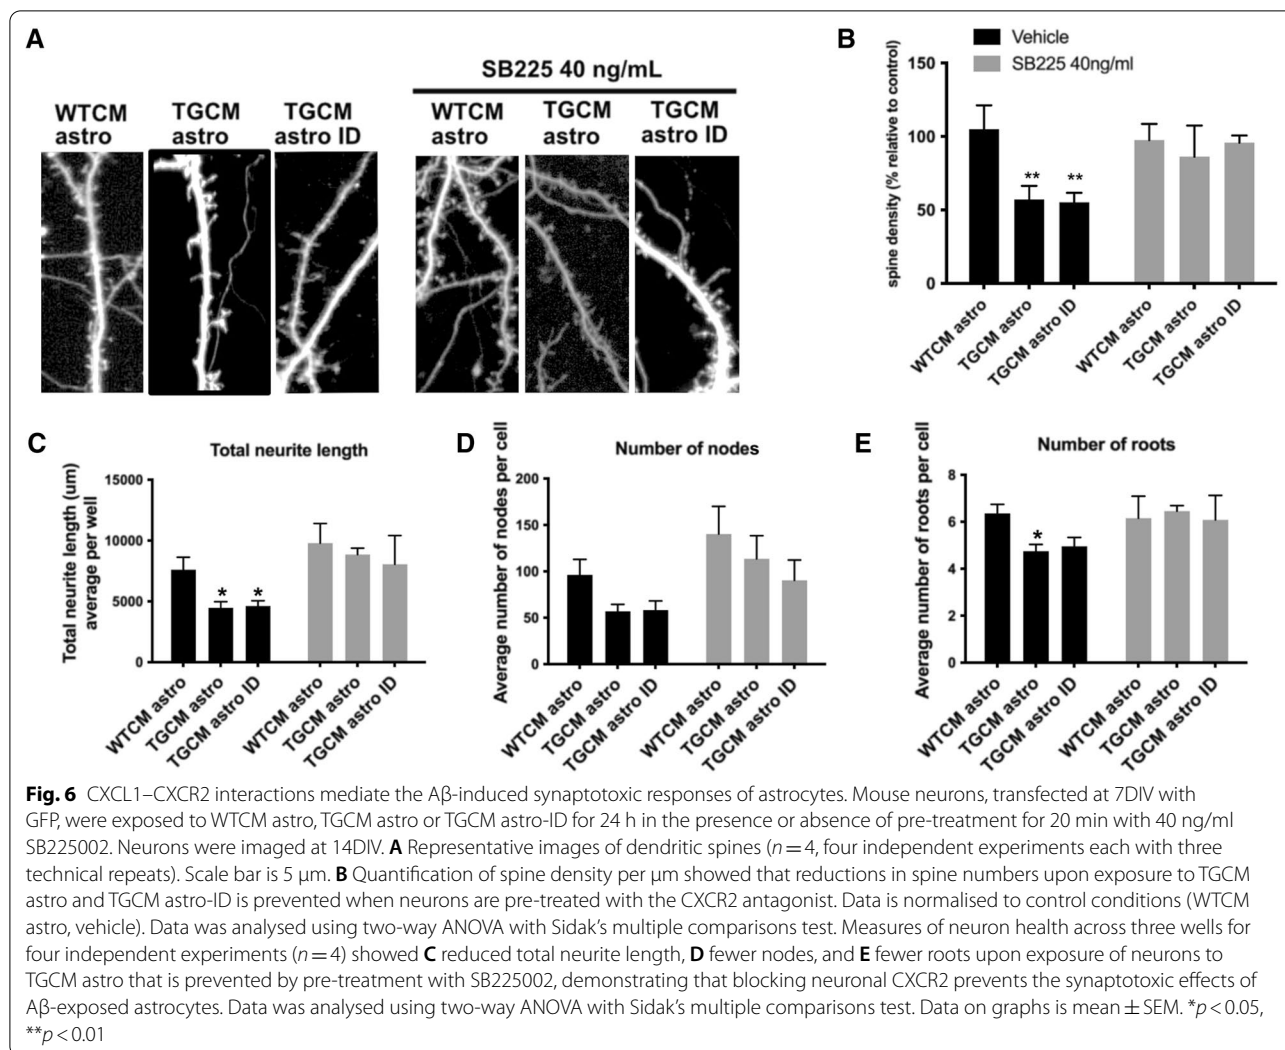 A
SB225 40 ng/mL
WTCM astro
TGCM astro
TGCM astro ID
WTCM astro
TGCM astro
TGCM astro ID
B
Vehicle
SB225 40ng/ml
spine density (% relative to control)
150
100
50
0
**
**
WTCM astro
TGCM astro
TGCM astro ID
WTCM astro
TGCM astro
TGCM astro ID
C
Total neurite length
Total neurite length (um)
average per well
15000
10000
5000
0
*
*
WTCM astro
TGCM astro
TGCM astro ID
WTCM astro
TGCM astro
TGCM astro ID
D
Number of nodes
Average number of nodes per cell
200
150
100
50
0
WTCM astro
TGCM astro
TGCM astro ID
WTCM astro
TGCM astro
TGCM astro ID
E
Number of roots
Average number of roots per cell
8
6
4
2
0
*
WTCM astro
TGCM astro
TGCM astro ID
WTCM astro
TGCM astro
TGCM astro ID
Fig. 6 CXCL1–CXCR2 interactions mediate the Aβ-induced synaptotoxic responses of astrocytes. Mouse neurons, transfected at 7DIV with
GFP, were exposed to WTCM astro, TGCM astro or TGCM astro-ID for 24 h in the presence or absence of pre-treatment for 20 min with 40 ng/ml
SB225002. Neurons were imaged at 14DIV. A Representative images of dendritic spines (n = 4, four independent experiments each with three
technical repeats). Scale bar is 5 μm. B Quantification of spine density per μm showed that reductions in spine numbers upon exposure to TGCM
astro and TGCM astro-ID is prevented when neurons are pre-treated with the CXCR2 antagonist. Data is normalised to control conditions (WTCM
astro, vehicle). Data was analysed using two-way ANOVA with Sidak's multiple comparisons test. Measures of neuron health across three wells for
four independent experiments (n = 4) showed C reduced total neurite length, D fewer nodes, and E fewer roots upon exposure of neurons to
TGCM astro that is prevented by pre-treatment with SB225002, demonstrating that blocking neuronal CXCR2 prevents the synaptotoxic effects of
Aβ-exposed astrocytes. Data was analysed using two-way ANOVA with Sidak's multiple comparisons test. Data on graphs is mean ± SEM. *p < 0.05,
**p < 0.01